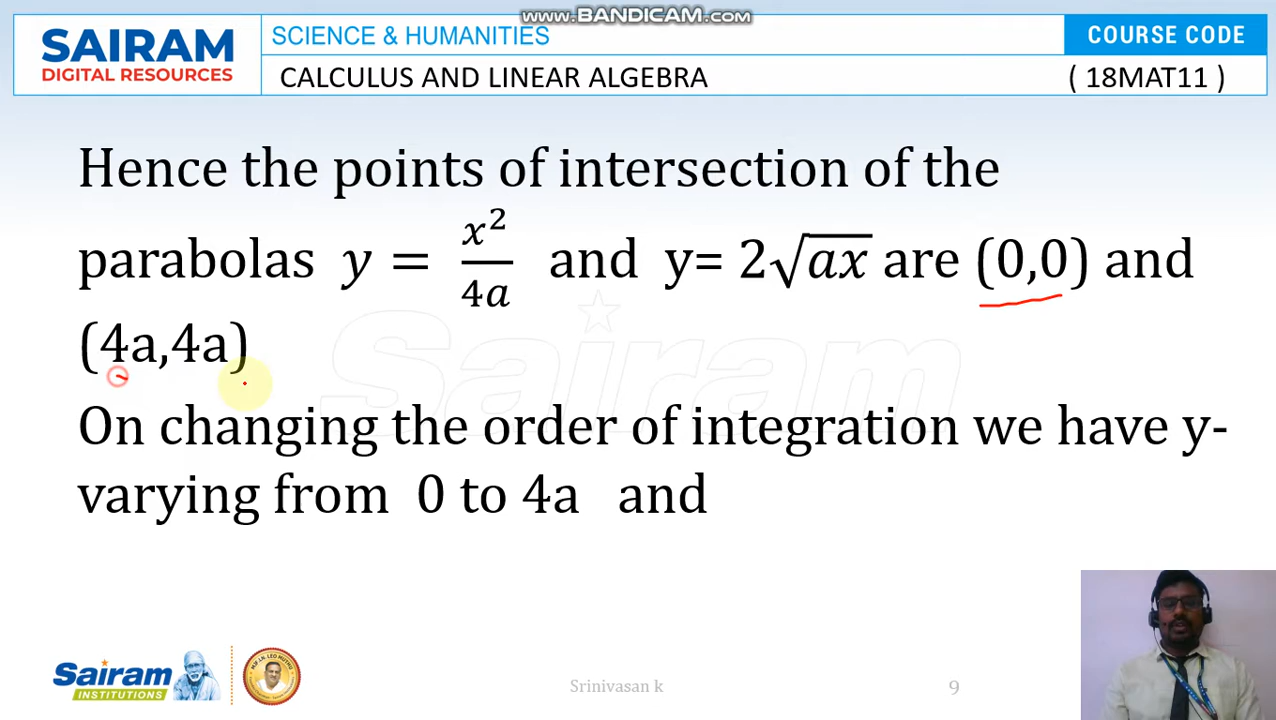 www.BANDICAM.com
SAIRAM
DIGITAL RESOURCES
SCIENCE & HUMANITIES
COURSE CODE
CALCULUS AND LINEAR ALGEBRA
( 18MAT11 )
Hence the points of intersection of the
parabolas y = x²/4a and y= 2√ax are (0,0) and
(4a,4a)
On changing the order of integration we have y-
varying from 0 to 4a and
Sairam
Sairam
INSTITUTIONS
Srinivasan k
9